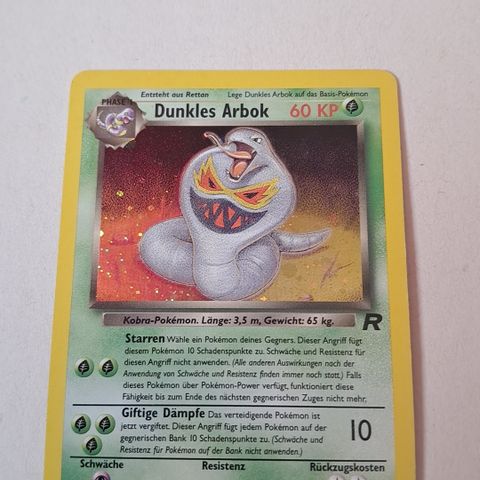 Entsteht aus Rettan Lege Dunkles Arbok auf das Basis-Pokémon
PHASE 1
Dunkles Arbok 60 KP
Kobra-Pokémon. Länge: 3,5 m, Gewicht: 65 kg.
R
Starren Wähle ein Pokémon deines Gegners. Dieser Angriff fügt
diesem Pokémon 10 Schadenspunkte zu. Schwäche und Resistenz für
diesen Angriff nicht anwenden. (Alle anderen Auswirkungen nach der
Anwendung von Schwäche und Resistenz finden immer noch statt.) Falls
dieses Pokémon über Pokémon-Power verfügt, funktioniert diese
Fähigkeit bis zum Ende des nächsten gegnerischen Zuges nicht mehr.
Giftige Dämpfe Das verteidigende Pokémon ist
jetzt vergiftet. Dieser Angriff fügt jedem Pokémon auf der
gegnerischen Bank 10 Schadenspunkte zu. (Schwäche und
Resistenz für Pokémon auf der Bank nicht anwenden.)
10
Schwäche Resistenz Rückzugskosten